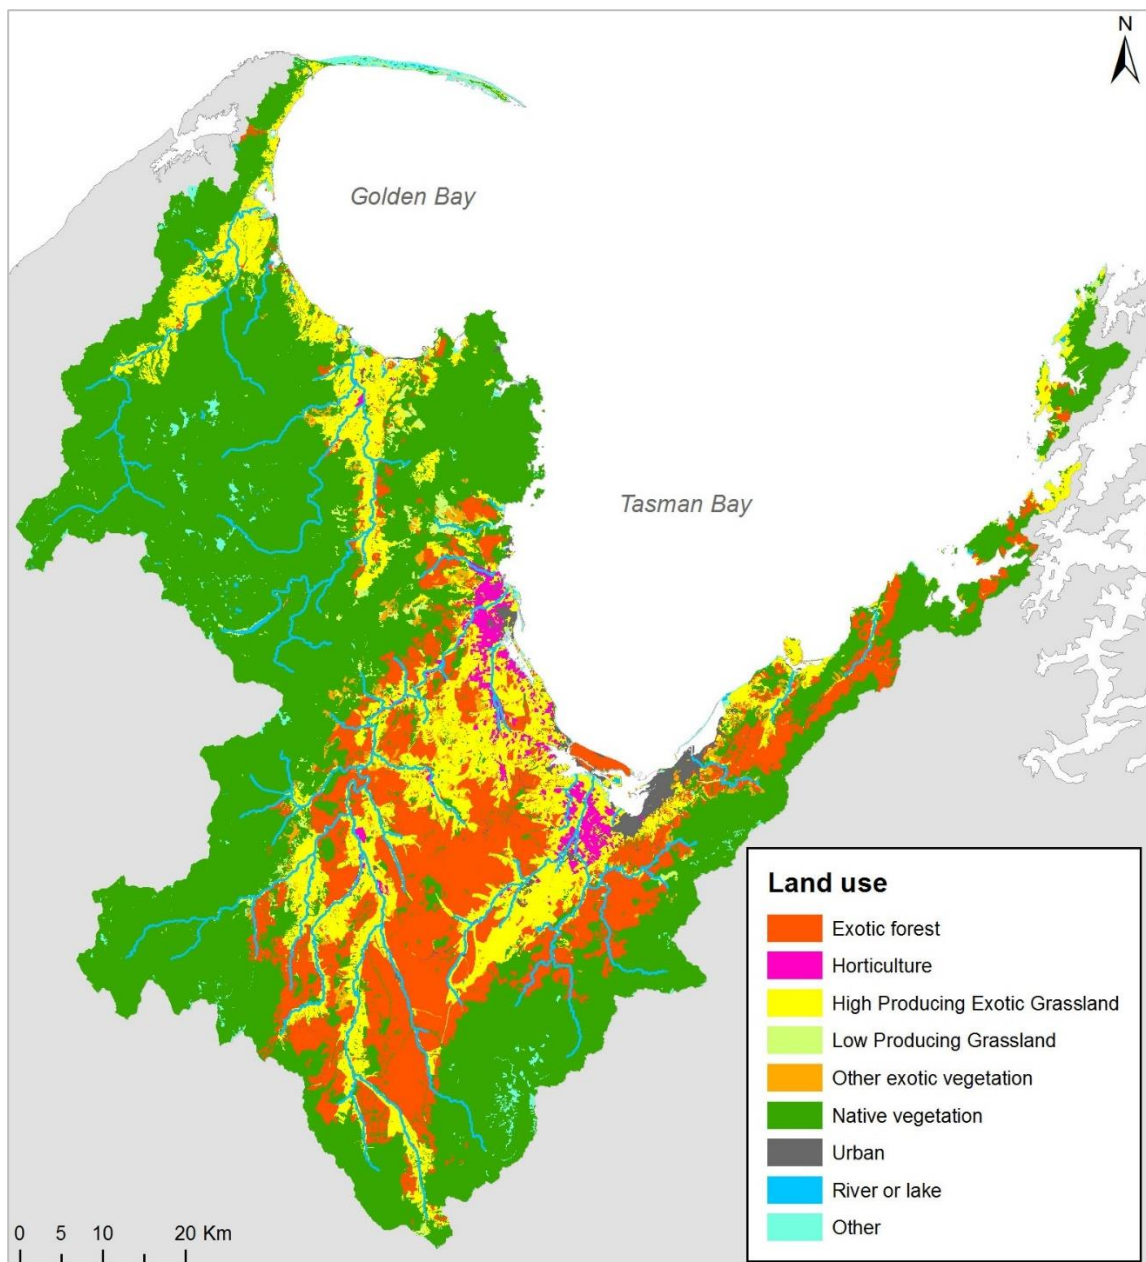 N
Golden Bay
Tasman Bay
Land use
Exotic forest
Horticulture
High Producing Exotic Grassland
Low Producing Grassland
Other exotic vegetation
Native vegetation
Urban
River or lake
Other
0 5 10 20 Km